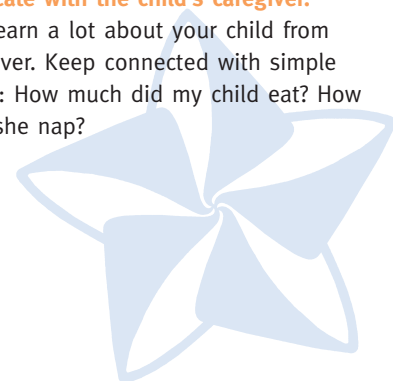 cate with the child's caregiver.
earn a lot about your child from
ver. Keep connected with simple
: How much did my child eat? How
she nap?